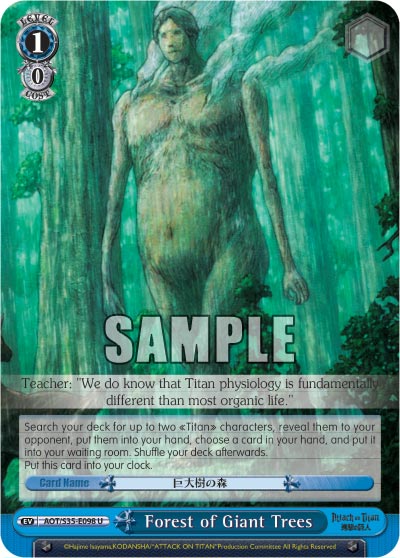 LEVEL
1
0
COST
SAMPLE
Teacher: "We do know that Titan physiology is fundamentally
different than most organic life."
Search your deck for up to two «Titan» characters, reveal them to your
opponent, put them into your hand, choose a card in your hand, and put it
into your waiting room. Shuffle your deck afterwards.
Put this card into your clock.
Card Name 巨大樹の森
EV AOT/S35-E098 U Forest of Giant Trees
Attack on Titan
進撃の巨人
©Hajime Isayama,KODANSHA/"ATTACK ON TITAN"Production Committee All Rights Reserved.